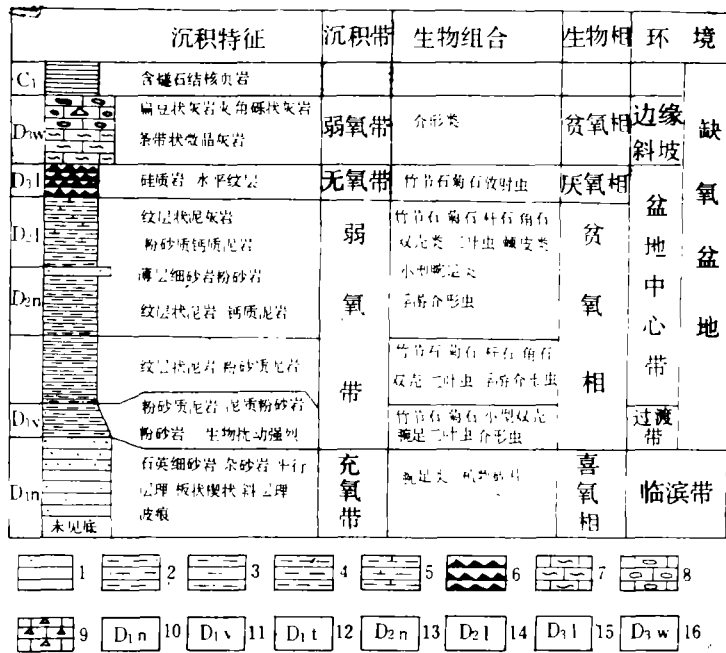 沉积特征 沉积带 生物组合 生物相 环 境
C₁ 含燧石结核页岩
D₃w 扁豆状灰岩夹角砾状灰岩
条带状微晶灰岩
弱氧带 介形类 贫氧相 边缘斜坡
D₃l 硅质岩 水平纹层 无氧带 竹节石菊石放射虫 厌氧相
D₂l 纹层状泥灰岩
粉砂质钙质泥岩
竹节石 菊石 杆石 角石
双壳类 三叶虫 棘皮类
小型腕足类
介形虫
D₂n 薄层细砂岩粉砂岩
纹层状泥岩 钙质泥岩
纹层状泥岩 粉砂质泥岩
竹节石 菊石 杆石 角石
双壳 三叶虫
弱氧带
贫氧相
盆地中心带
缺氧盆地
D₁v 粉砂质泥岩 泥质粉砂岩
粉砂岩 生物扰动强烈
竹节石 菊石 小型双壳
腕足三叶虫 介形虫
过渡带
D₁n 石英细砂岩 杂砂岩 平行
层理 板状楔状 斜层理
波痕
充氧带 腕足类 喜氧相 临滨带
未见底
1 2 3 4 5 6 7 8
9 D₁n 10 D₁v 11 D₁t 12 D₂n 13 D₂l 14 D₃l 15 D₃w 16